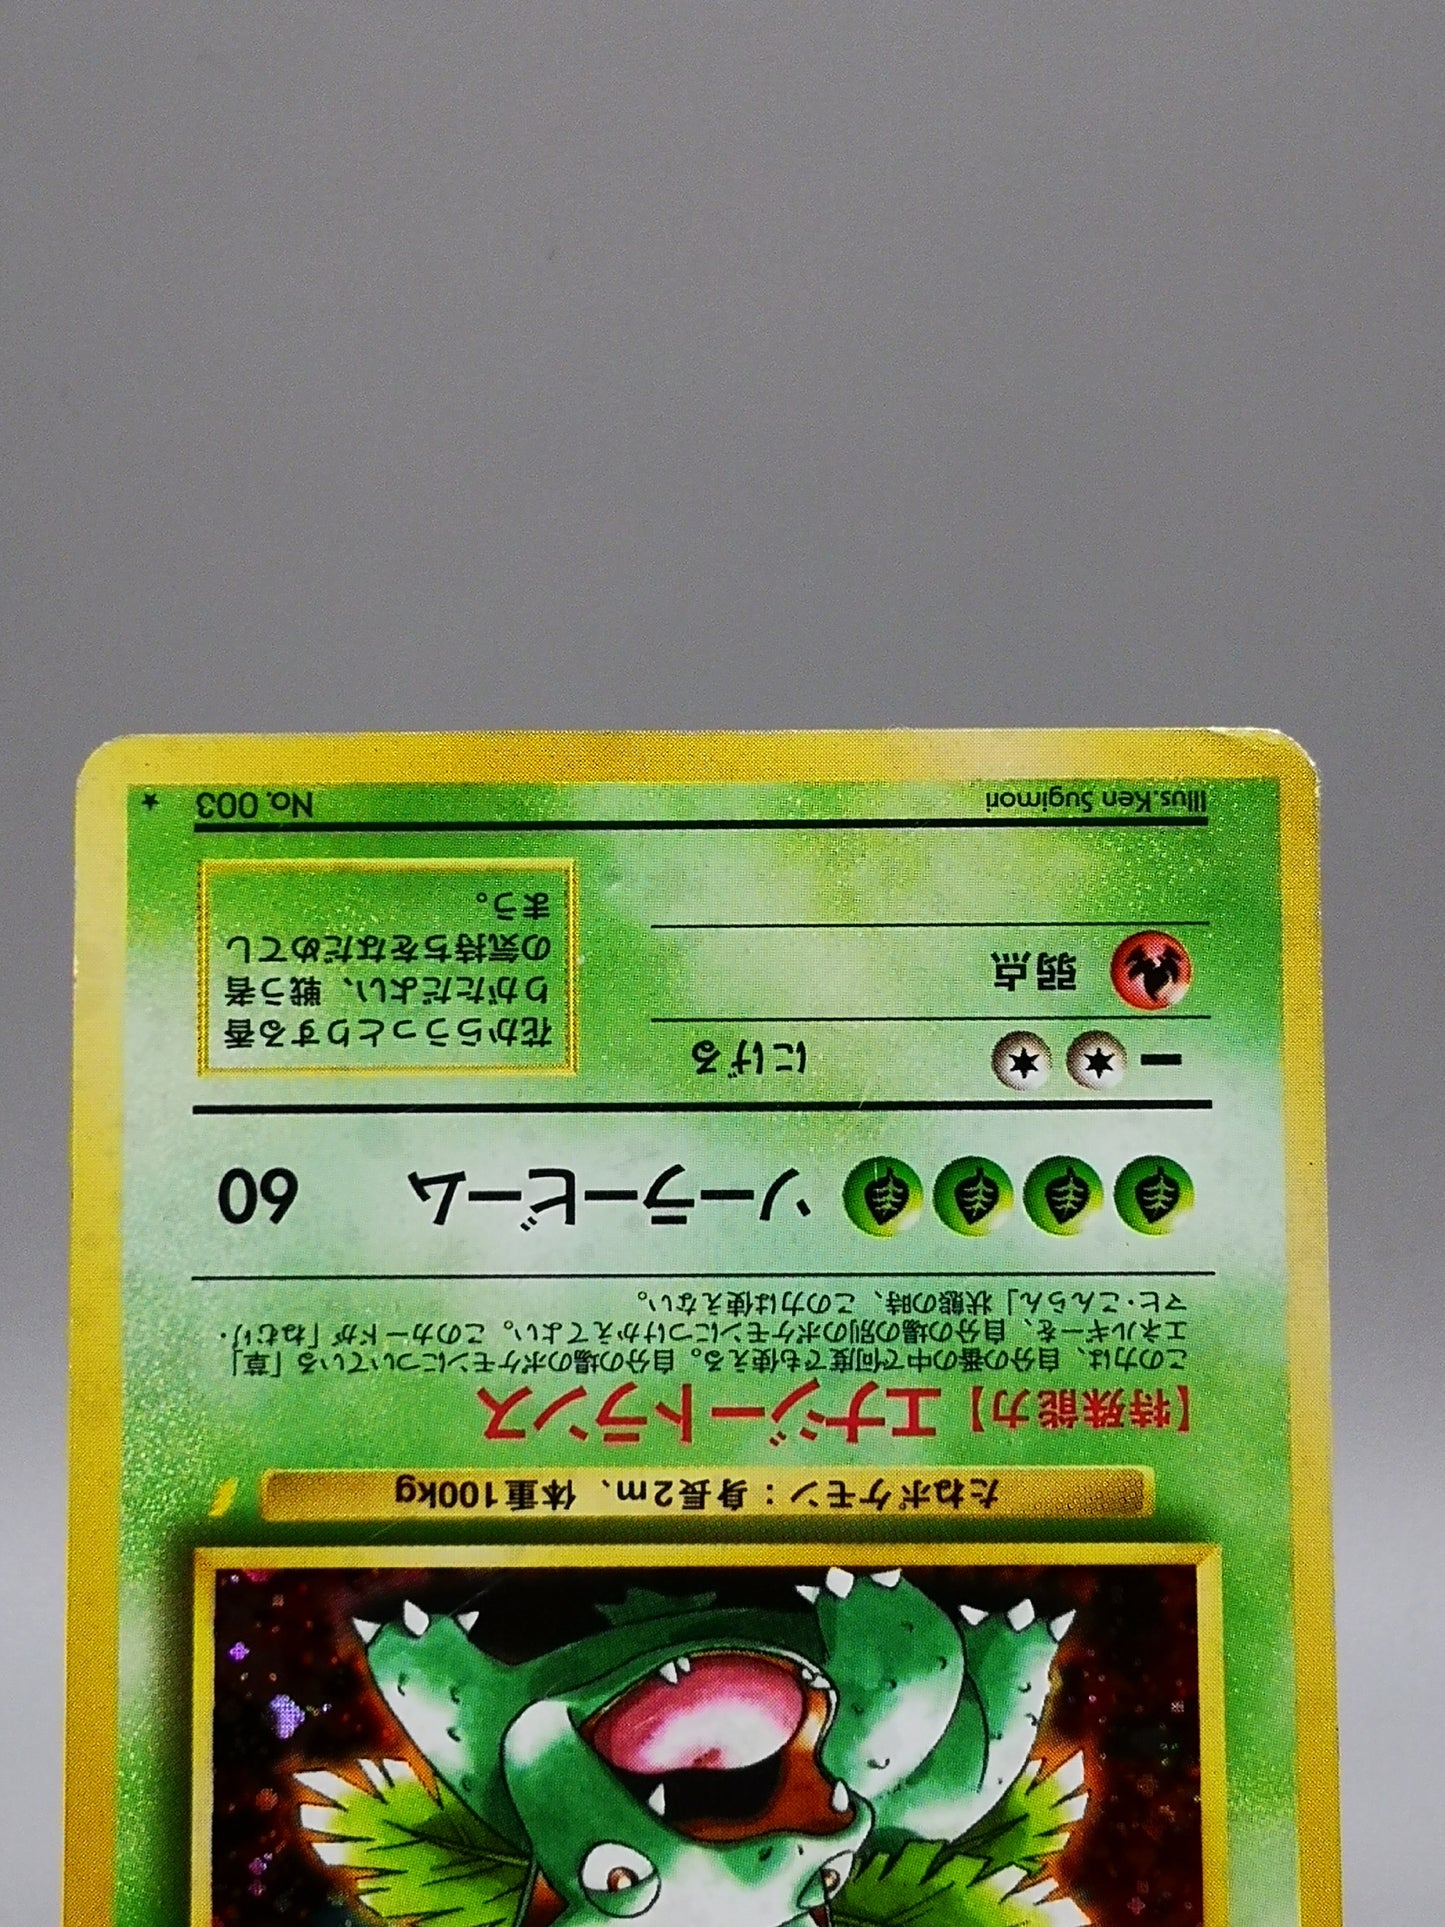 たねポケモン：身長2m、体重100kg
【特殊能力】エナジートランス
この力は、自分の番の中で何度でも使える。自分の場のポケモンについている「草」
エネルギーを、自分の場の別のポケモンにつけかえてよい。このカードが「ねむり・
マヒ・こんらん」状態の時、この力は使えない。
ソーラービーム 60
ー にげる
弱点
花からうっとりする香
りがただよい、戦う者
の気持ちをなだめてし
まう。
Illus.Ken Sugimori No. 003 ★